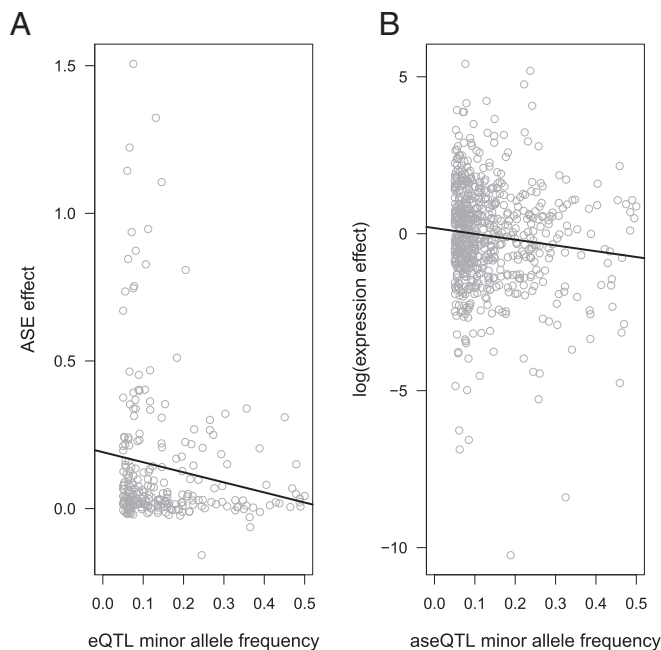 A
ASE effect
1.5
1.0
0.5
0.0
0.0 0.1 0.2 0.3 0.4 0.5
eQTL minor allele frequency
B
log(expression effect)
5
0
−5
−10
0.0 0.1 0.2 0.3 0.4 0.5
aseQTL minor allele frequency